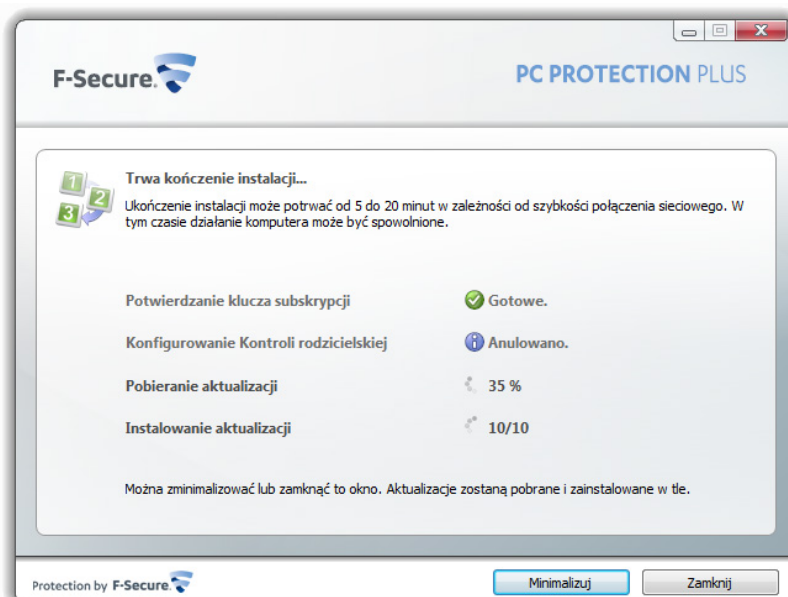 F-Secure.
PC PROTECTION PLUS
1
2
3
Trwa kończenie instalacji...
Ukończenie instalacji może potrwać od 5 do 20 minut w zależności od szybkości połączenia sieciowego. W
tym czasie działanie komputera może być spowolnione.
Potwierdzanie klucza subskrypcji
Gotowe.
Konfigurowanie Kontroli rodzicielskiej
Anulowano.
Pobieranie aktualizacji
35 %
Instalowanie aktualizacji
10/10
Można zminimalizować lub zamknąć to okno. Aktualizacje zostaną pobrane i zainstalowane w tle.
Protection by F-Secure.
Minimalizuj
Zamknij